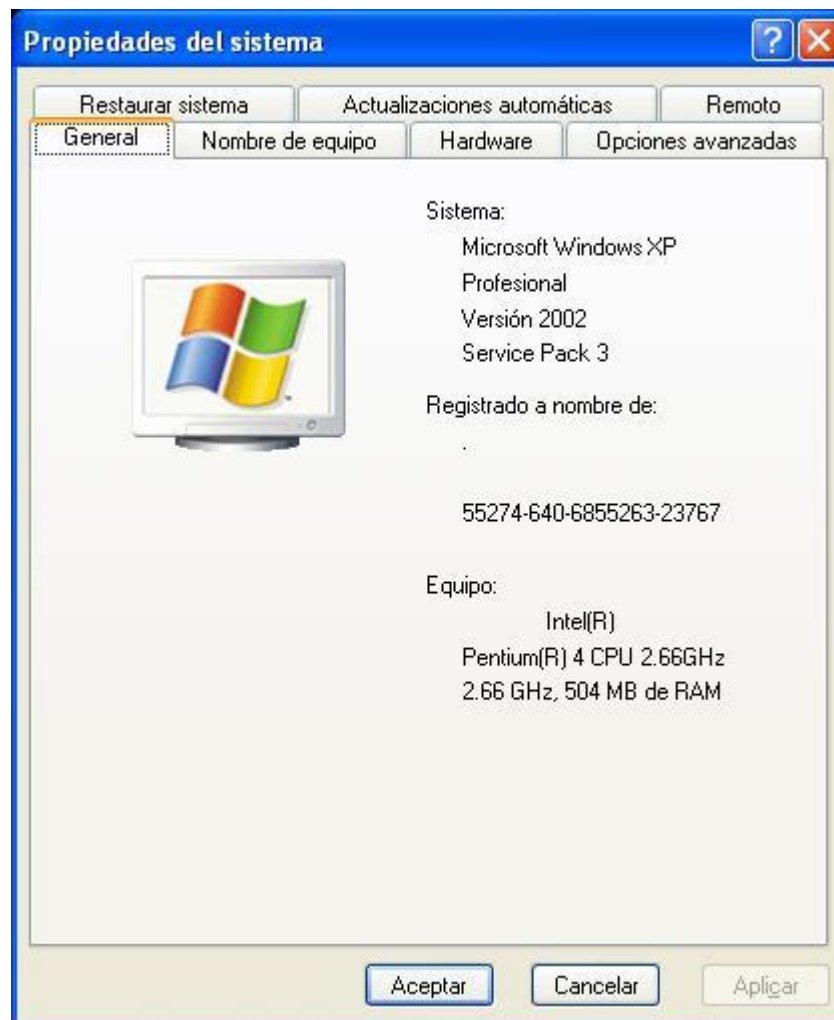 Propiedades del sistema
Restaurar sistema
Actualizaciones automáticas
Remoto
General
Nombre de equipo
Hardware
Opciones avanzadas
Sistema:
Microsoft Windows XP
Profesional
Versión 2002
Service Pack 3
Registrado a nombre de:
.
55274-640-6855263-23767
Equipo:
Intel(R)
Pentium(R) 4 CPU 2.66GHz
2.66 GHz, 504 MB de RAM
Aceptar
Cancelar
Aplicar